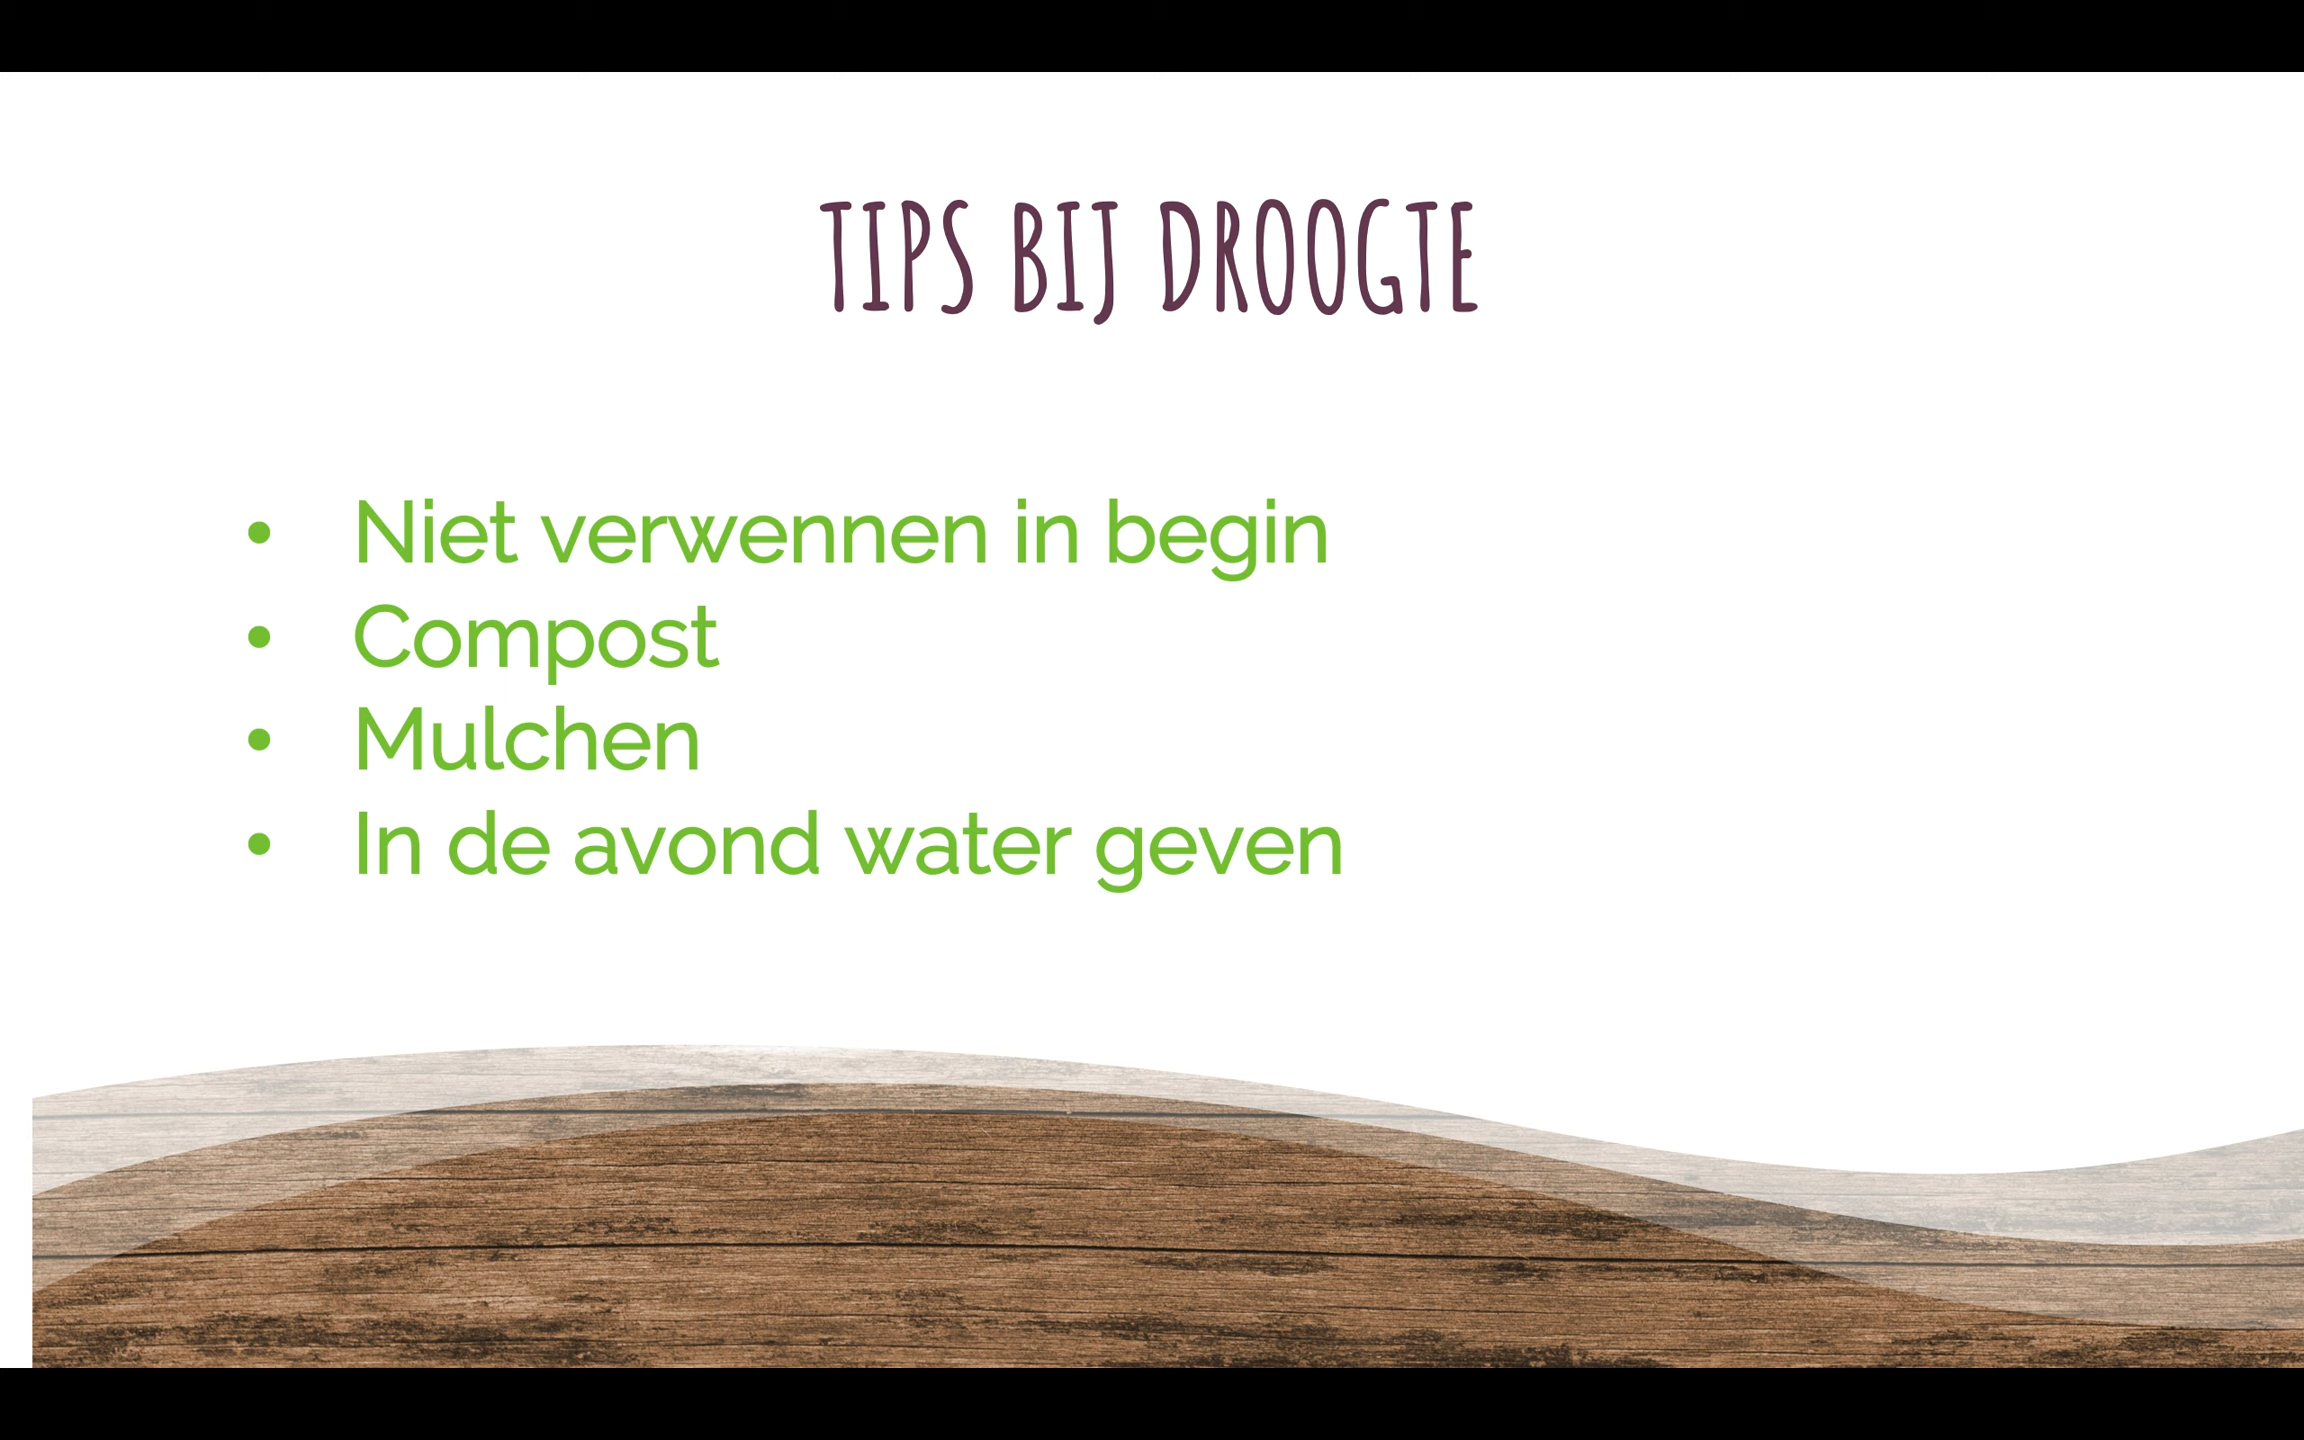 TIPS BIJ DROOGTE
• Niet verwennen in begin
• Compost
• Mulchen
• In de avond water geven